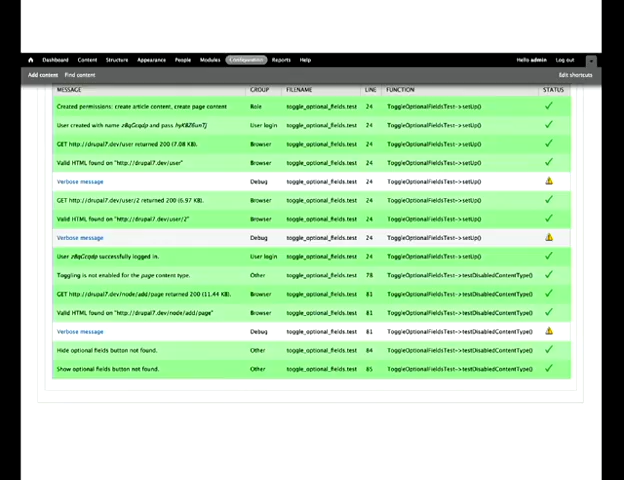 Dashboard Content Structure Appearance People Modules Configuration Reports Help Hello admin Log out
Add content Find content Edit shortcuts
MESSAGE GROUP FILENAME LINE FUNCTION STATUS
Created permissions: create article content, create page content Role toggle_optional_fields.test 24 ToggleOptionalFieldsTest->setUp()
User created with name and pass User login toggle_optional_fields.test 24 ToggleOptionalFieldsTest->setUp()
GET http://drupal7.dev/user returned 200 (7.08 KB). Browser toggle_optional_fields.test 24 ToggleOptionalFieldsTest->setUp()
Valid HTML found on "http://drupal7.dev/user" Browser toggle_optional_fields.test 24 ToggleOptionalFieldsTest->setUp()
Verbose message Debug toggle_optional_fields.test 24 ToggleOptionalFieldsTest->setUp()
GET http://drupal7.dev/user/2 returned 200 (6.97 KB). Browser toggle_optional_fields.test 24 ToggleOptionalFieldsTest->setUp()
Valid HTML found on "http://drupal7.dev/user/2" Browser toggle_optional_fields.test 24 ToggleOptionalFieldsTest->setUp()
Verbose message Debug toggle_optional_fields.test 24 ToggleOptionalFieldsTest->setUp()
User successfully logged in. User login toggle_optional_fields.test 24 ToggleOptionalFieldsTest->setUp()
Toggling is not enabled for the page content type. Other toggle_optional_fields.test 78 ToggleOptionalFieldsTest->testDisabledContentType()
GET http://drupal7.dev/node/add/page returned 200 (11.44 KB). Browser toggle_optional_fields.test 81 ToggleOptionalFieldsTest->testDisabledContentType()
Valid HTML found on "http://drupal7.dev/node/add/page" Browser toggle_optional_fields.test 81 ToggleOptionalFieldsTest->testDisabledContentType()
Verbose message Debug toggle_optional_fields.test 81 ToggleOptionalFieldsTest->testDisabledContentType()
Hide optional fields button not found. Other toggle_optional_fields.test 84 ToggleOptionalFieldsTest->testDisabledContentType()
Show optional fields button not found. Other toggle_optional_fields.test 85 ToggleOptionalFieldsTest->testDisabledContentType()